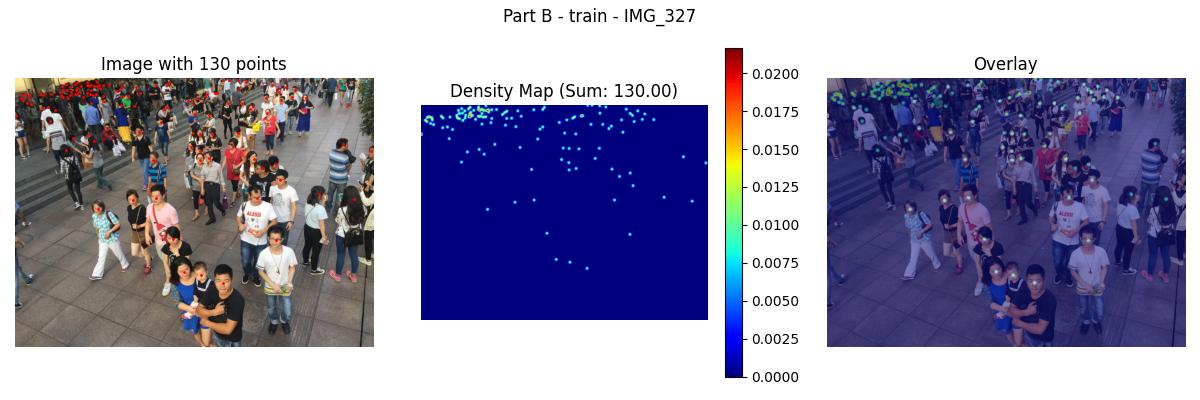 Part B - train - IMG_327
Image with 130 points
Density Map (Sum: 130.00)
Overlay
0.0200
0.0175
0.0150
0.0125
0.0100
0.0075
0.0050
0.0025
0.0000